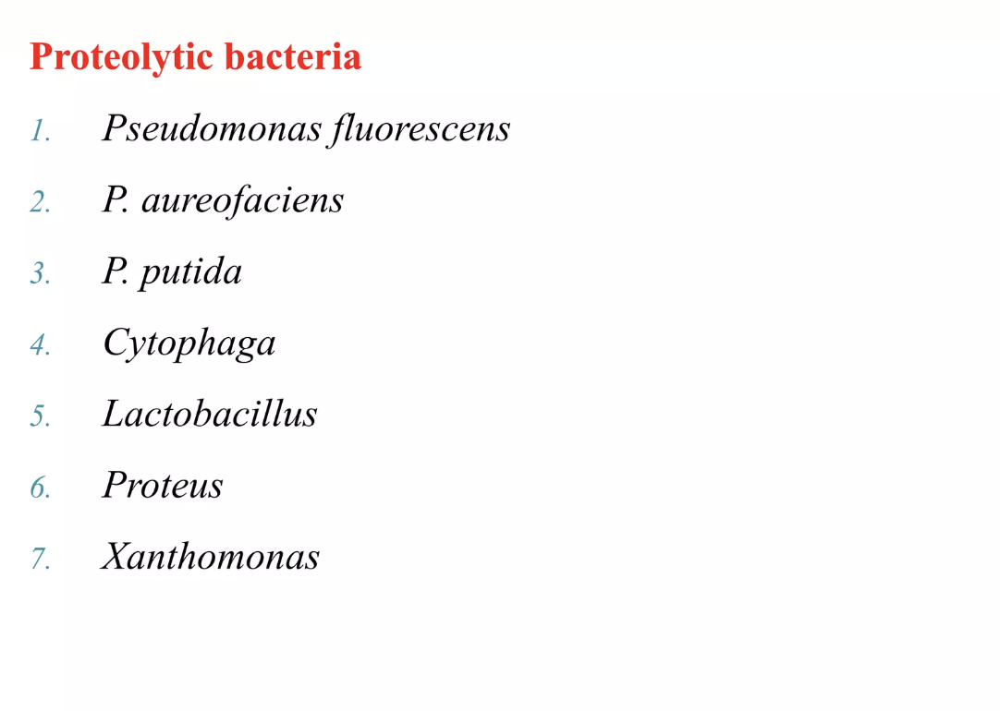 Proteolytic bacteria
1. Pseudomonas fluorescens
2. P. aureofaciens
3. P. putida
4. Cytophaga
5. Lactobacillus
6. Proteus
7. Xanthomonas